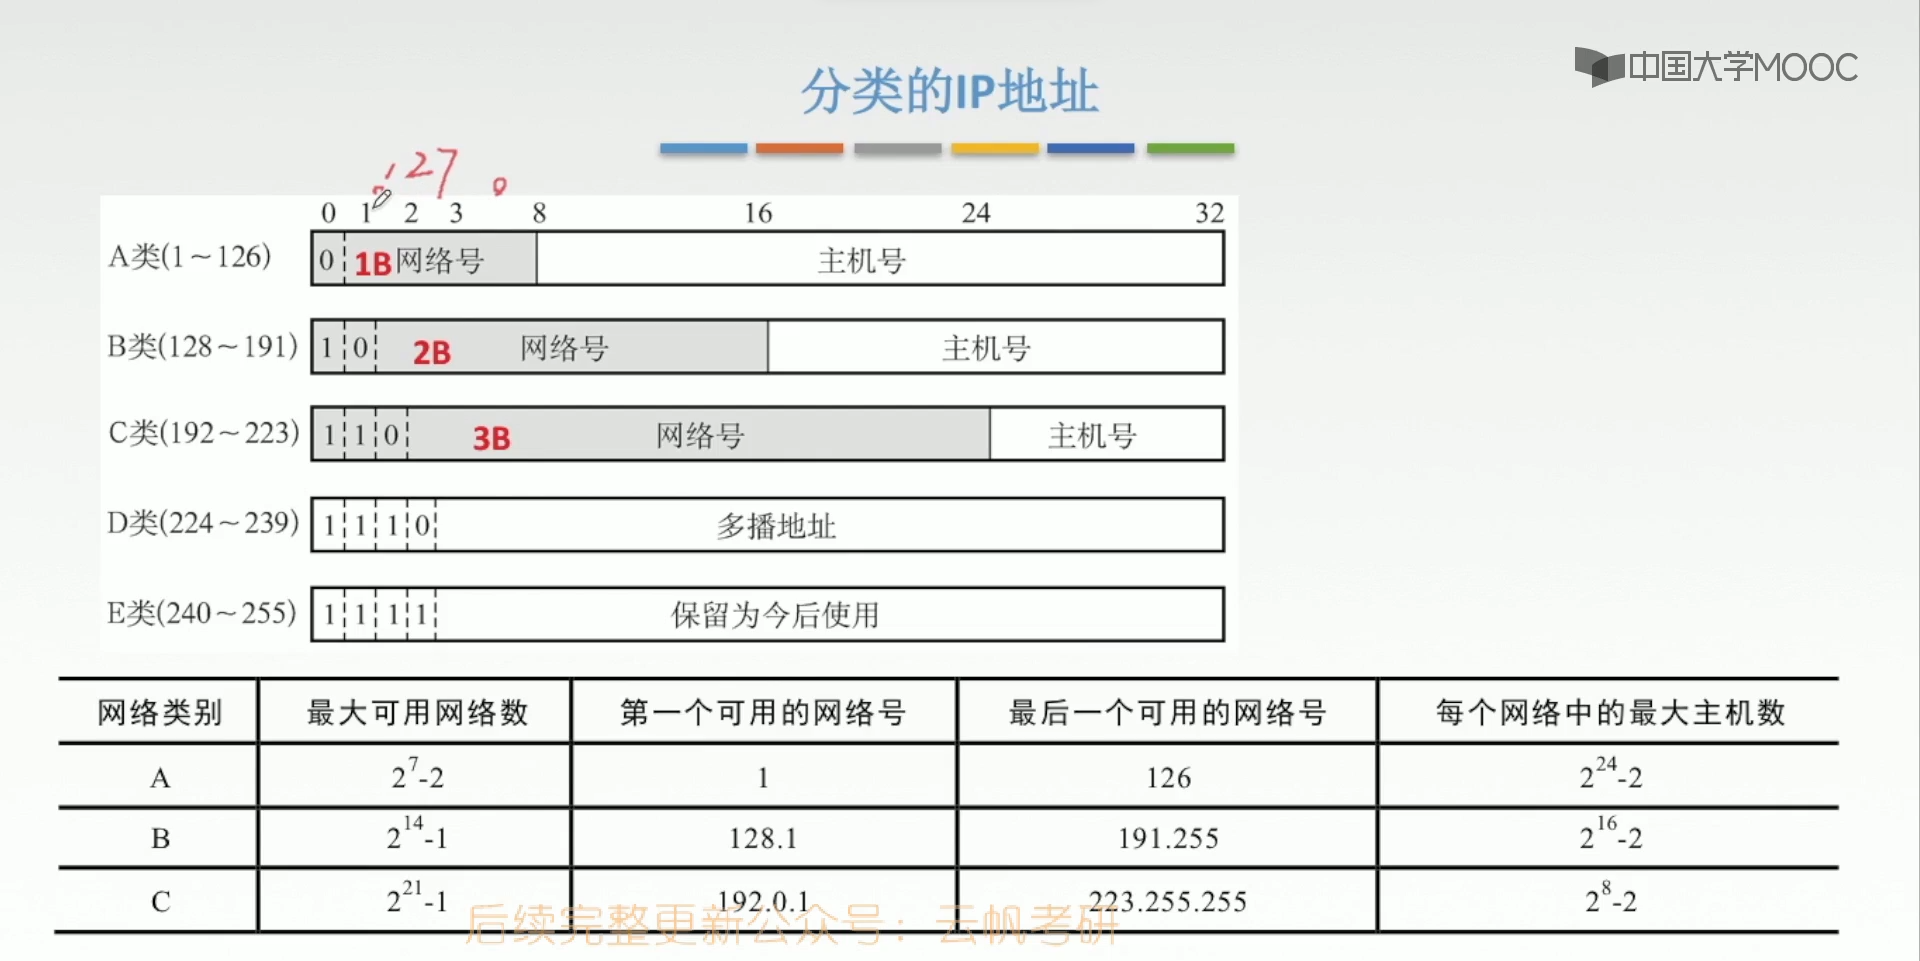 中国大学MOOC
分类的IP地址
127 。
0 1 2 3 8 16 24 32
A类(1～126) 0 1B 网络号 主机号
B类(128～191) 1 0 2B 网络号 主机号
C类(192～223) 1 1 0 3B 网络号 主机号
D类(224～239) 1 1 1 0 多播地址
E类(240～255) 1 1 1 1 保留为今后使用
网络类别 最大可用网络数 第一个可用的网络号 最后一个可用的网络号 每个网络中的最大主机数
A 2^7-2 1 126 2^24-2
B 2^14-1 128.1 191.255 2^16-2
C 2^21-1 192.0.1 223.255.255 2^8-2
后续完整更新公众号：云帆考研